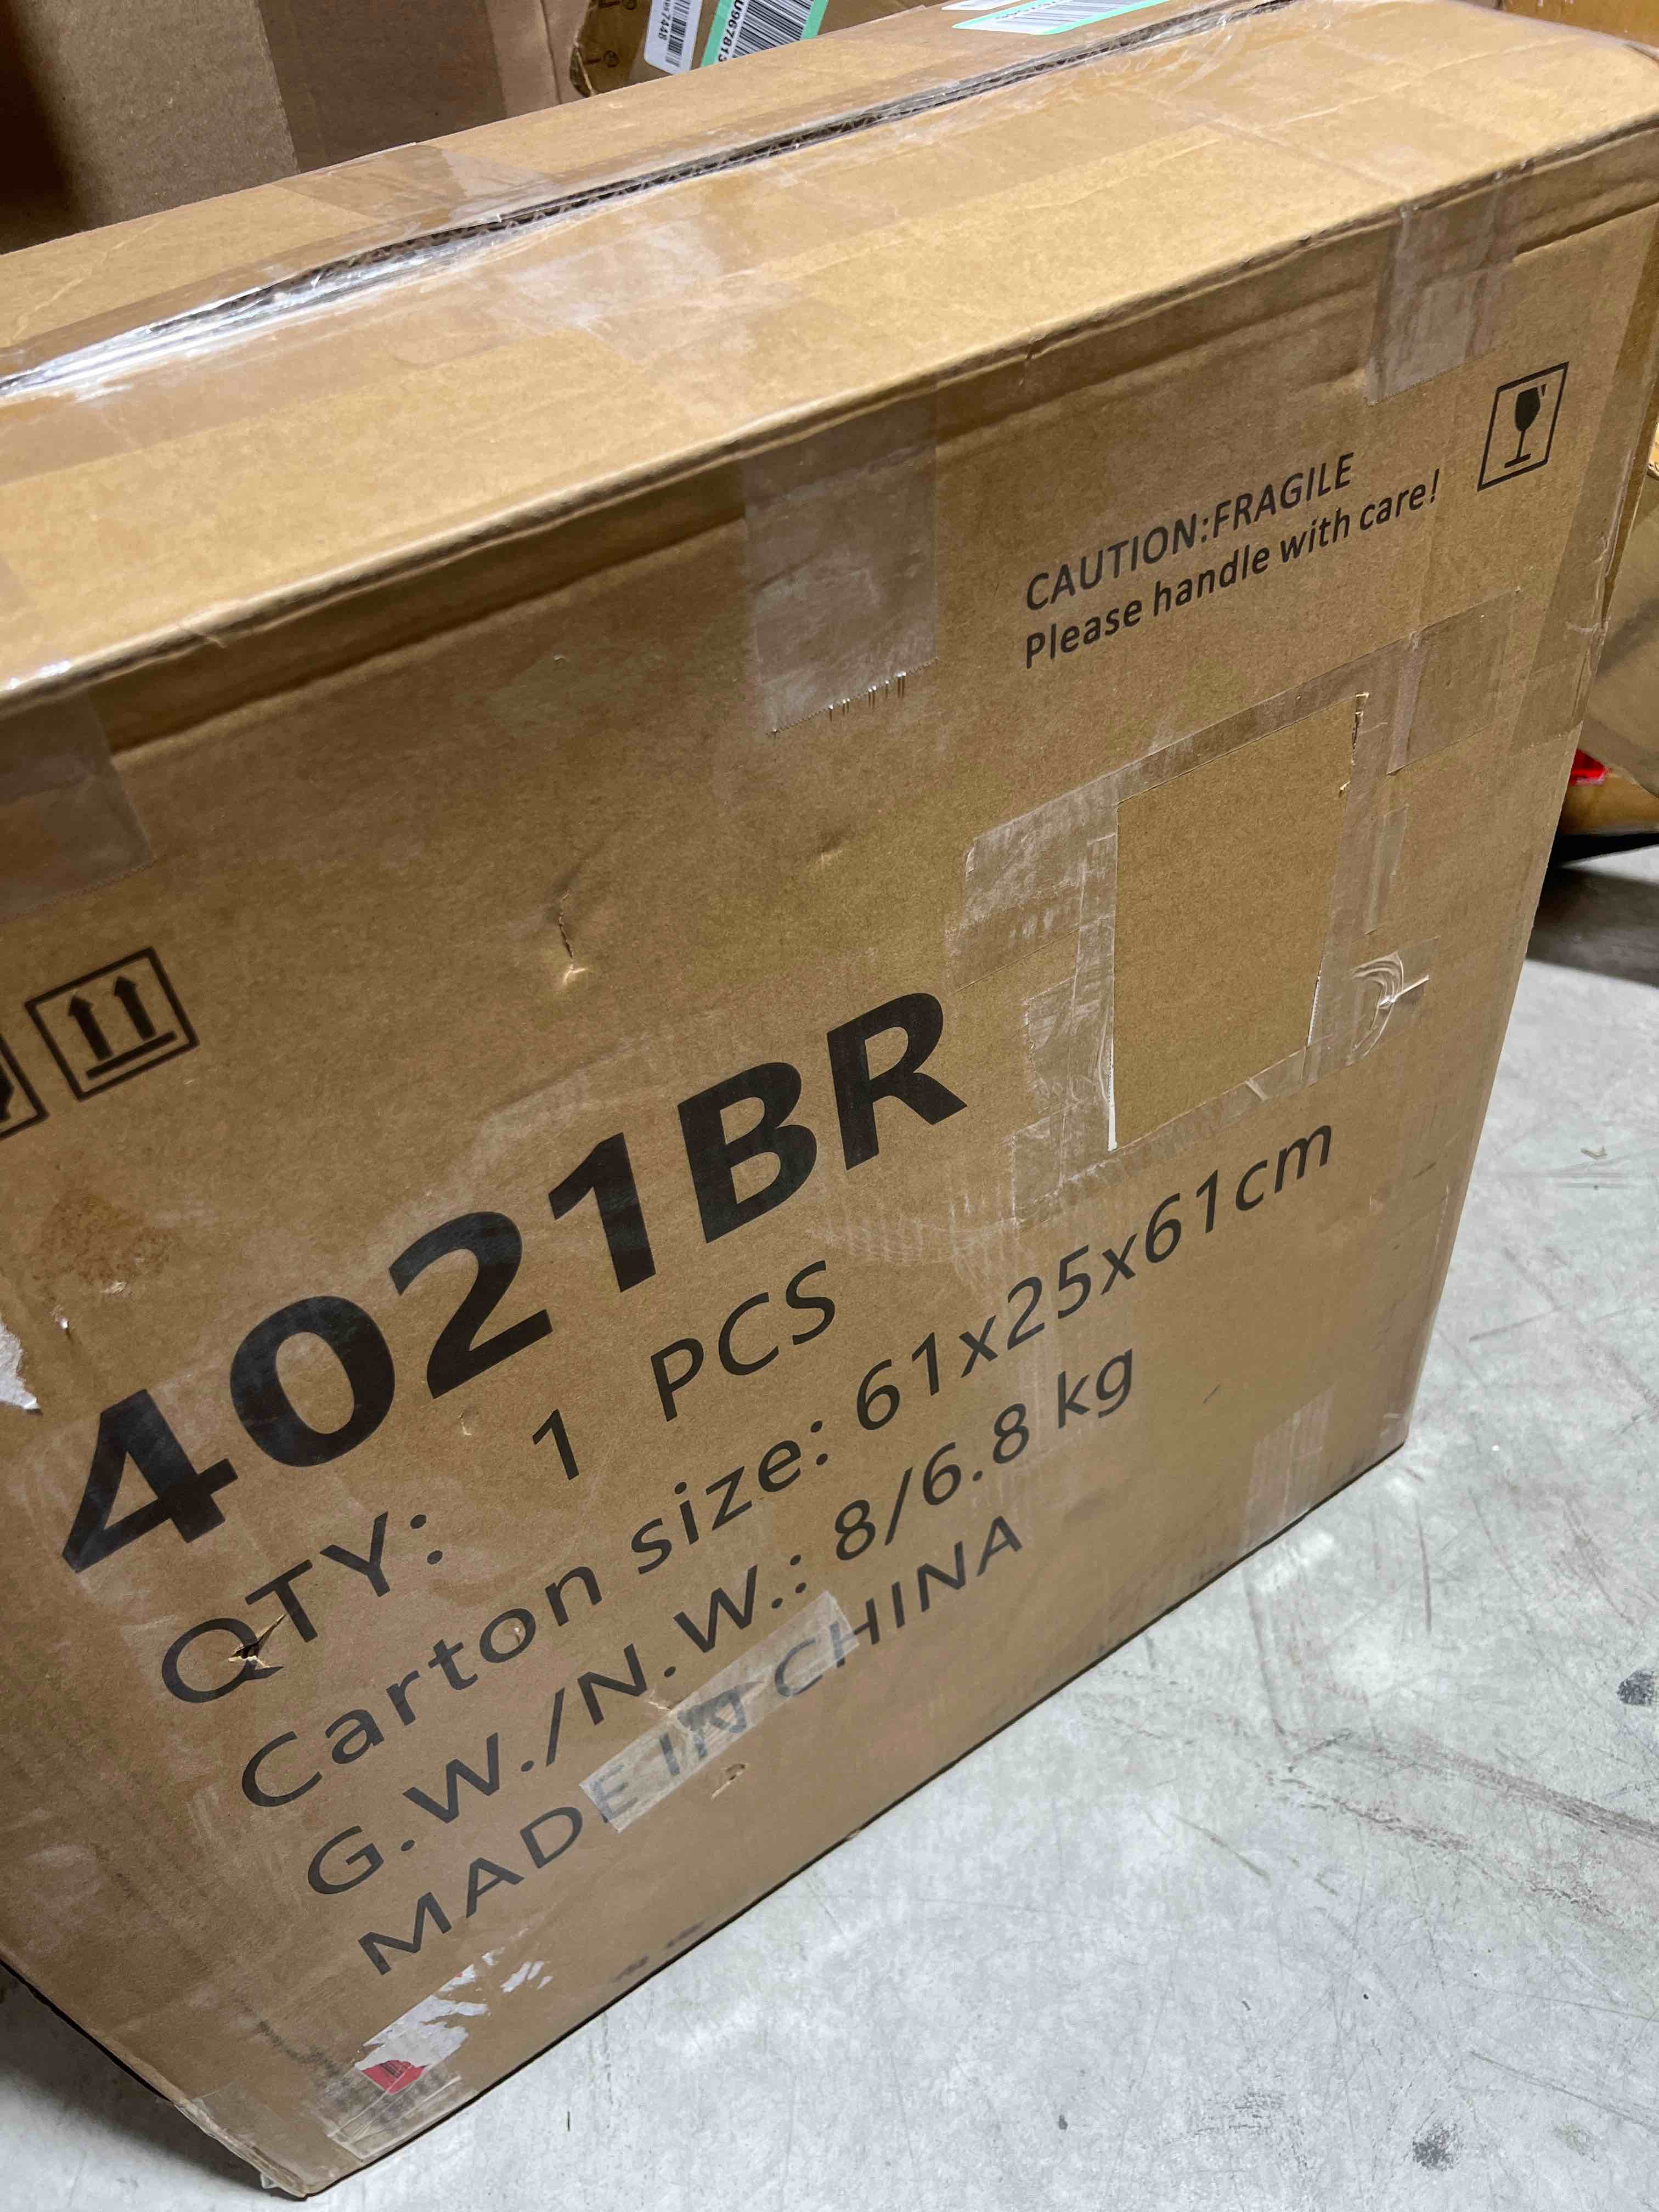 U96781
CAUTION:FRAGILE
Please handle with care!
4021BR
QTY: 1 PCS
Carton size: 61x25x61cm
G.W./N.W.: 8/6.8 kg
MADE IN CHINA